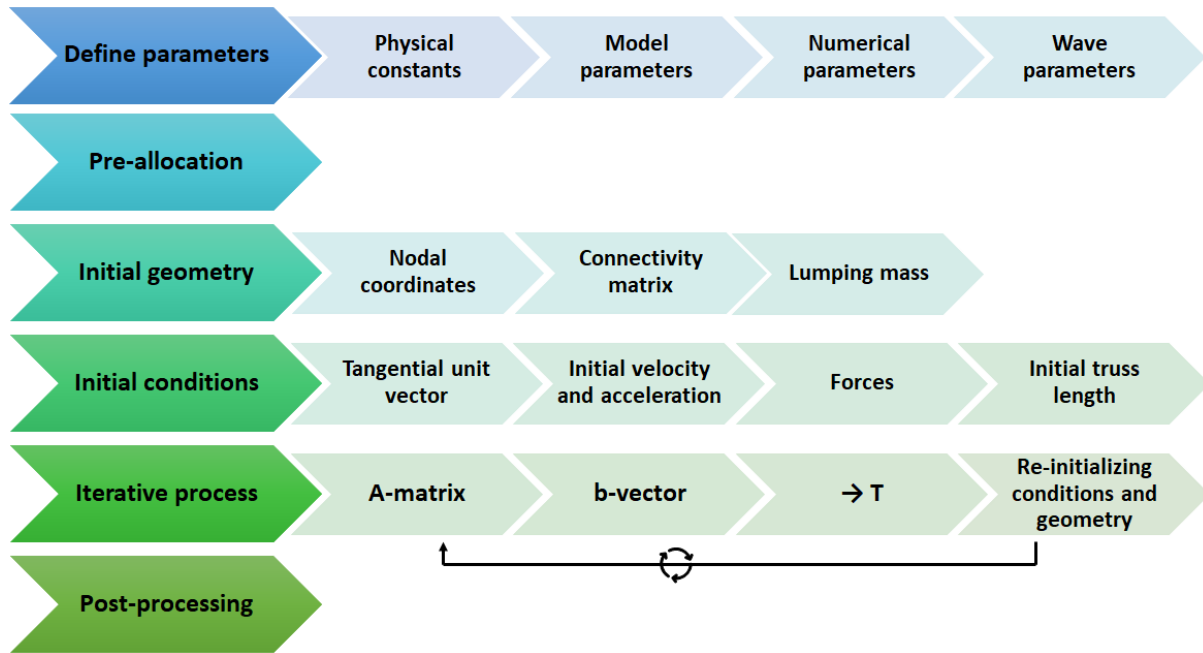 Define parameters
Physical
constants
Model
parameters
Numerical
parameters
Wave
parameters
Pre-allocation
Initial geometry
Nodal
coordinates
Connectivity
matrix
Lumping mass
Initial conditions
Tangential unit
vector
Initial velocity
and acceleration
Forces
Initial truss
length
Iterative process
A-matrix
b-vector
→ T
Re-initializing
conditions and
geometry
Post-processing